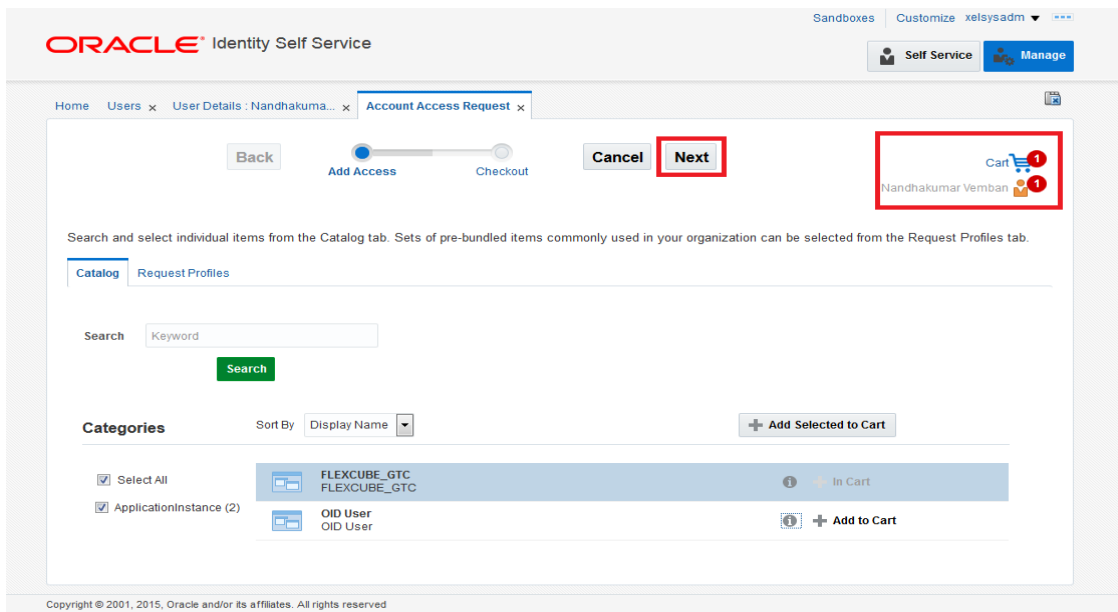 Sandboxes Customize xelsysadm
ORACLE® Identity Self Service
Self Service Manage
Home Users x User Details : Nandhakuma... x Account Access Request x
Back Add Access Checkout Cancel Next
Cart 1
Nandhakumar Vemban 1
Search and select individual items from the Catalog tab. Sets of pre-bundled items commonly used in your organization can be selected from the Request Profiles tab.
Catalog Request Profiles
Search Keyword
Search
Categories Sort By Display Name Add Selected to Cart
Select All
ApplicationInstance (2)
FLEXCUBE_GTC
FLEXCUBE_GTC
In Cart
OID User
OID User
Add to Cart
Copyright © 2001, 2015, Oracle and/or its affiliates. All rights reserved